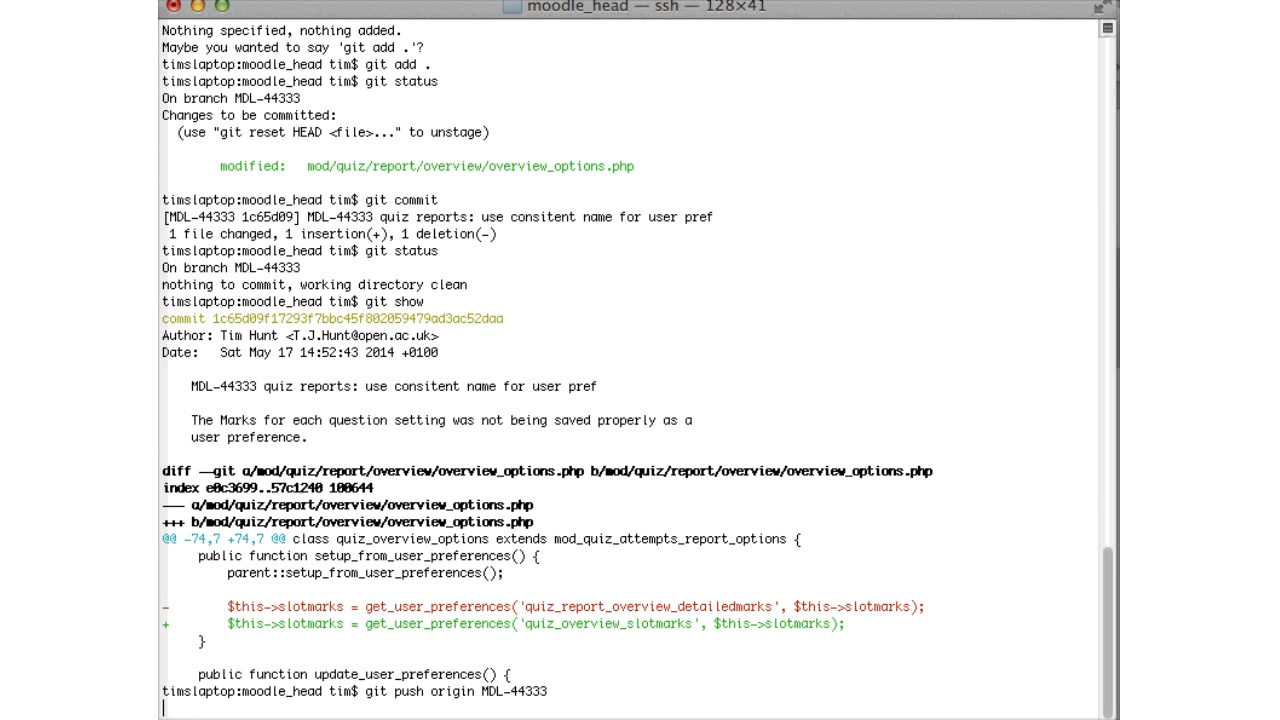 moodle_head — ssh — 128×41
Nothing specified, nothing added.
Maybe you wanted to say 'git add .'?
timslaptop:moodle_head tim$ git add .
timslaptop:moodle_head tim$ git status
On branch MDL-44333
Changes to be committed:
  (use "git reset HEAD <file>..." to unstage)
        modified:   mod/quiz/report/overview/overview_options.php
timslaptop:moodle_head tim$ git commit
[MDL-44333 1c65d09] MDL-44333 quiz reports: use consitent name for user pref
 1 file changed, 1 insertion(+), 1 deletion(-)
timslaptop:moodle_head tim$ git status
On branch MDL-44333
nothing to commit, working directory clean
timslaptop:moodle_head tim$ git show
commit 1c65d09f17293f7bbc45f802059479ad3ac52daa
Author: Tim Hunt <T.J.Hunt@open.ac.uk>
Date:   Sat May 17 14:52:43 2014 +0100
    MDL-44333 quiz reports: use consitent name for user pref
    The Marks for each question setting was not being saved properly as a
    user preference.
diff --git a/mod/quiz/report/overview/overview_options.php b/mod/quiz/report/overview/overview_options.php
index e0c3699..57c1240 100644
--- a/mod/quiz/report/overview/overview_options.php
+++ b/mod/quiz/report/overview/overview_options.php
@@ -74,7 +74,7 @@ class quiz_overview_options extends mod_quiz_attempts_report_options {
     public function setup_from_user_preferences() {
         parent::setup_from_user_preferences();
-        $this->slotmarks = get_user_preferences('quiz_report_overview_detailedmarks', $this->slotmarks);
+        $this->slotmarks = get_user_preferences('quiz_overview_slotmarks', $this->slotmarks);
     }
     public function update_user_preferences() {
timslaptop:moodle_head tim$ git push origin MDL-44333